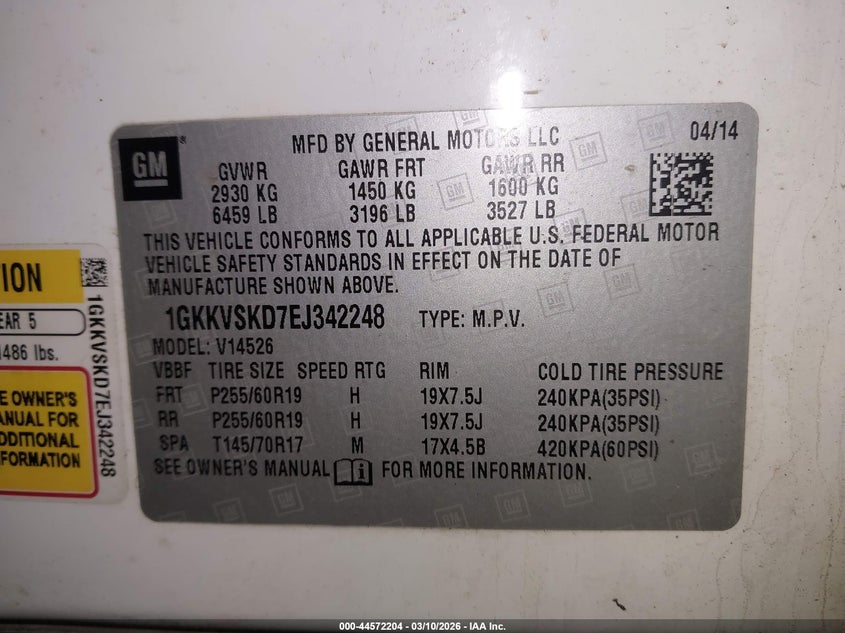 GM
®
MFD BY GENERAL MOTORS LLC
04/14
GVWR GAWR FRT GAWR RR
2930 KG 1450 KG 1600 KG
6459 LB 3196 LB 3527 LB
THIS VEHICLE CONFORMS TO ALL APPLICABLE U.S. FEDERAL MOTOR
VEHICLE SAFETY STANDARDS IN EFFECT ON THE DATE OF
MANUFACTURE SHOWN ABOVE.
1GKKVSKD7EJ342248 TYPE: M.P.V.
MODEL: V14526
VBBF TIRE SIZE SPEED RTG RIM COLD TIRE PRESSURE
FRT P255/60R19 H 19X7.5J 240KPA(35PSI)
RR P255/60R19 H 19X7.5J 240KPA(35PSI)
SPA T145/70R17 M 17X4.5B 420KPA(60PSI)
SEE OWNER'S MANUAL FOR MORE INFORMATION.
TION
EAR 5
486 lbs.
E OWNER'S
ANUAL FOR
DDITIONAL
FORMATION
1GKKVSKD7EJ342248
000-44572204 — 03/10/2026 — IAA Inc.